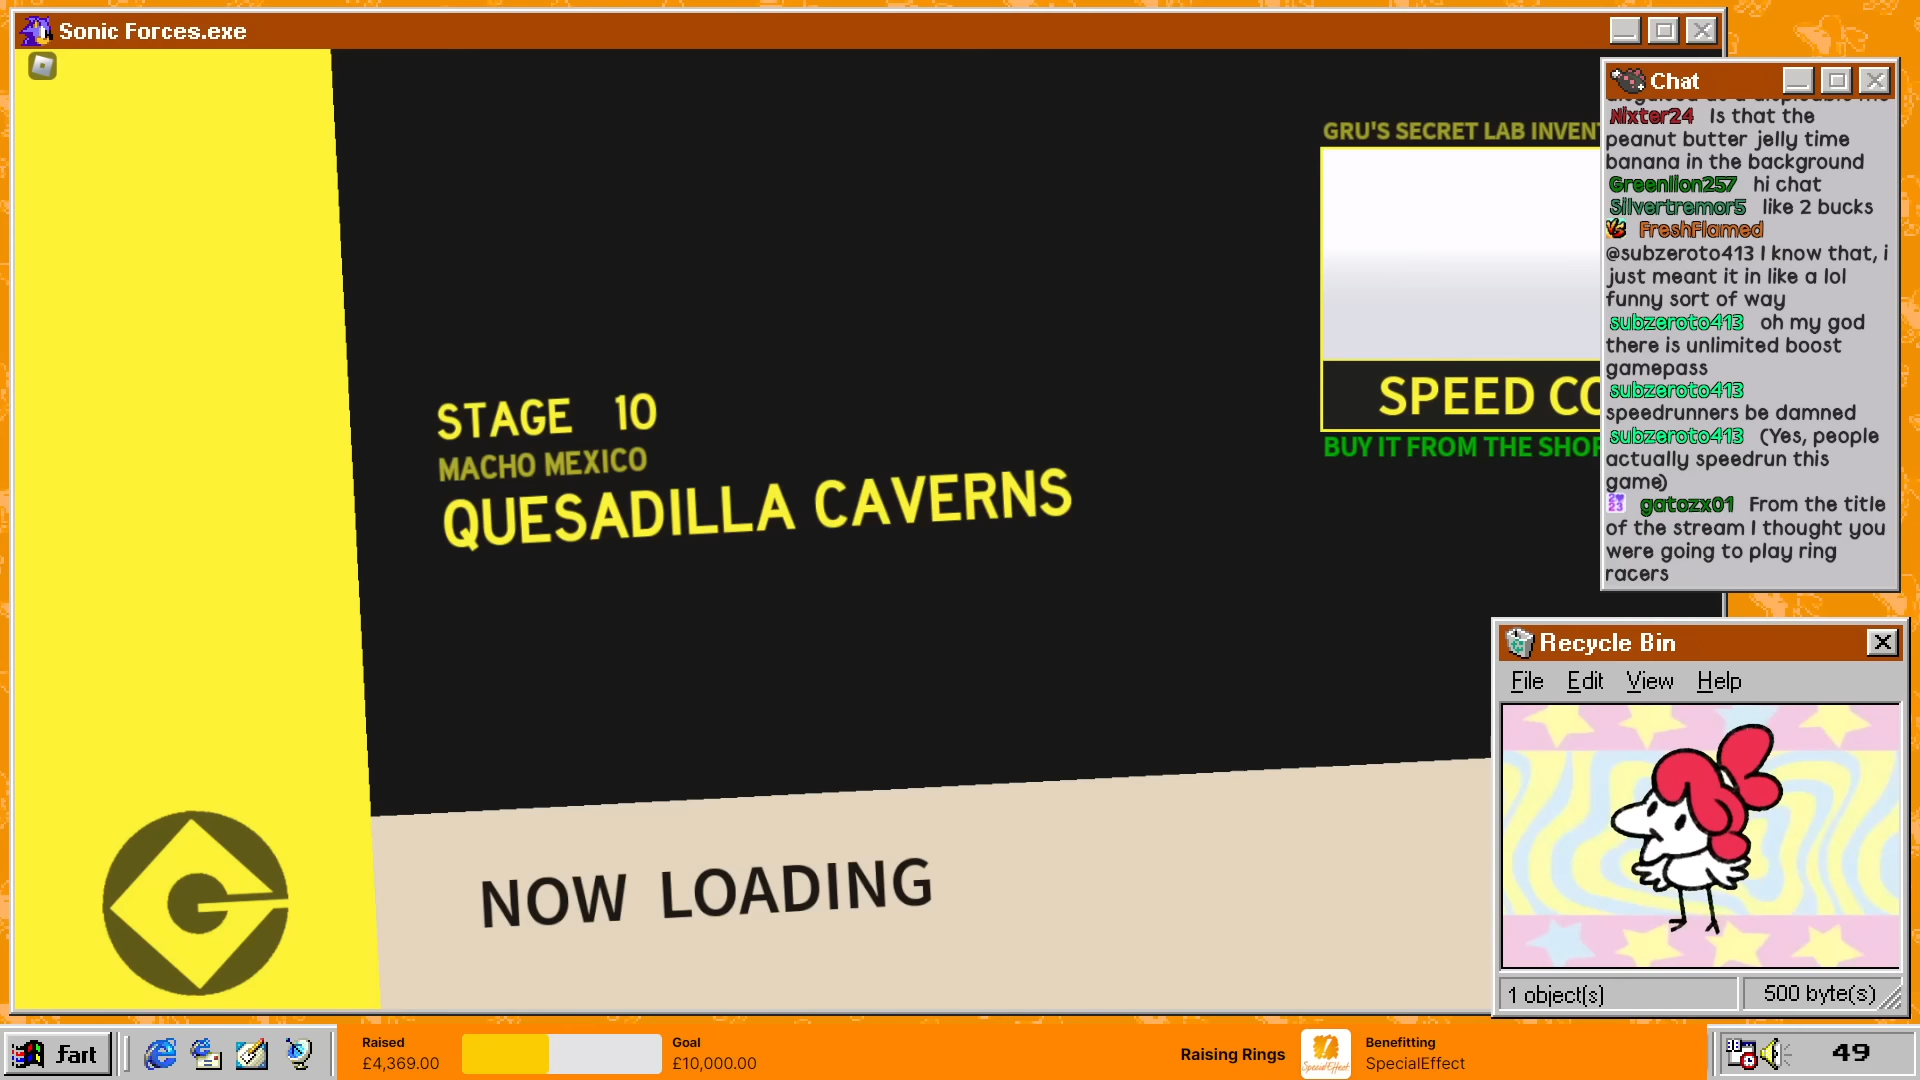 Sonic Forces.exe
GRU'S SECRET LAB INVEN
SPEED CO
BUY IT FROM THE SHOP
STAGE 10
MACHO MEXICO
QUESADILLA CAVERNS
NOW LOADING
Chat
Nixter24 Is that the
peanut butter jelly time
banana in the background
Greenlion257 hi chat
Silvertremor5 like 2 bucks
FreshFlamed
@subzeroto413 I know that, i
just meant it in like a lol
funny sort of way
subzeroto413 oh my god
there is unlimited boost
gamepass
subzeroto413
speedrunners be damned
subzeroto413 (Yes, people
actually speedrun this
game)
gatozx01 From the title
of the stream I thought you
were going to play ring
racers
Recycle Bin
File Edit View Help
1 object(s) 500 byte(s)
Fart
Raised
£4,369.00
Goal
£10,000.00
Raising Rings
SpecialEffect
Benefitting
SpecialEffect
49